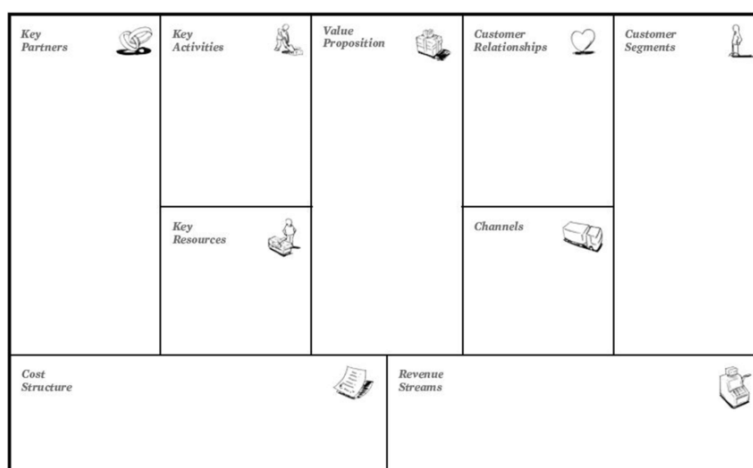 Key
Partners
Key
Activities
Value
Proposition
Customer
Relationships
Customer
Segments
Key
Resources
Channels
Cost
Structure
Revenue
Streams